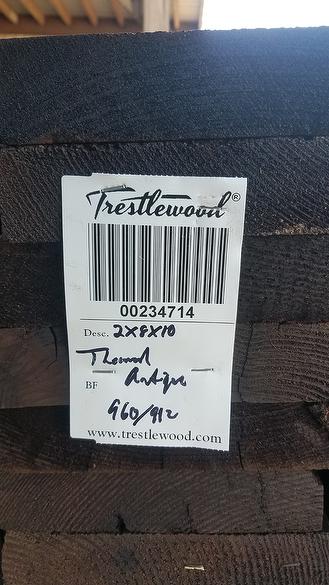 Trestlewood®
00234714
Desc. 2x8x10
Thermal
BF Antique
960/912
www.trestlewood.com